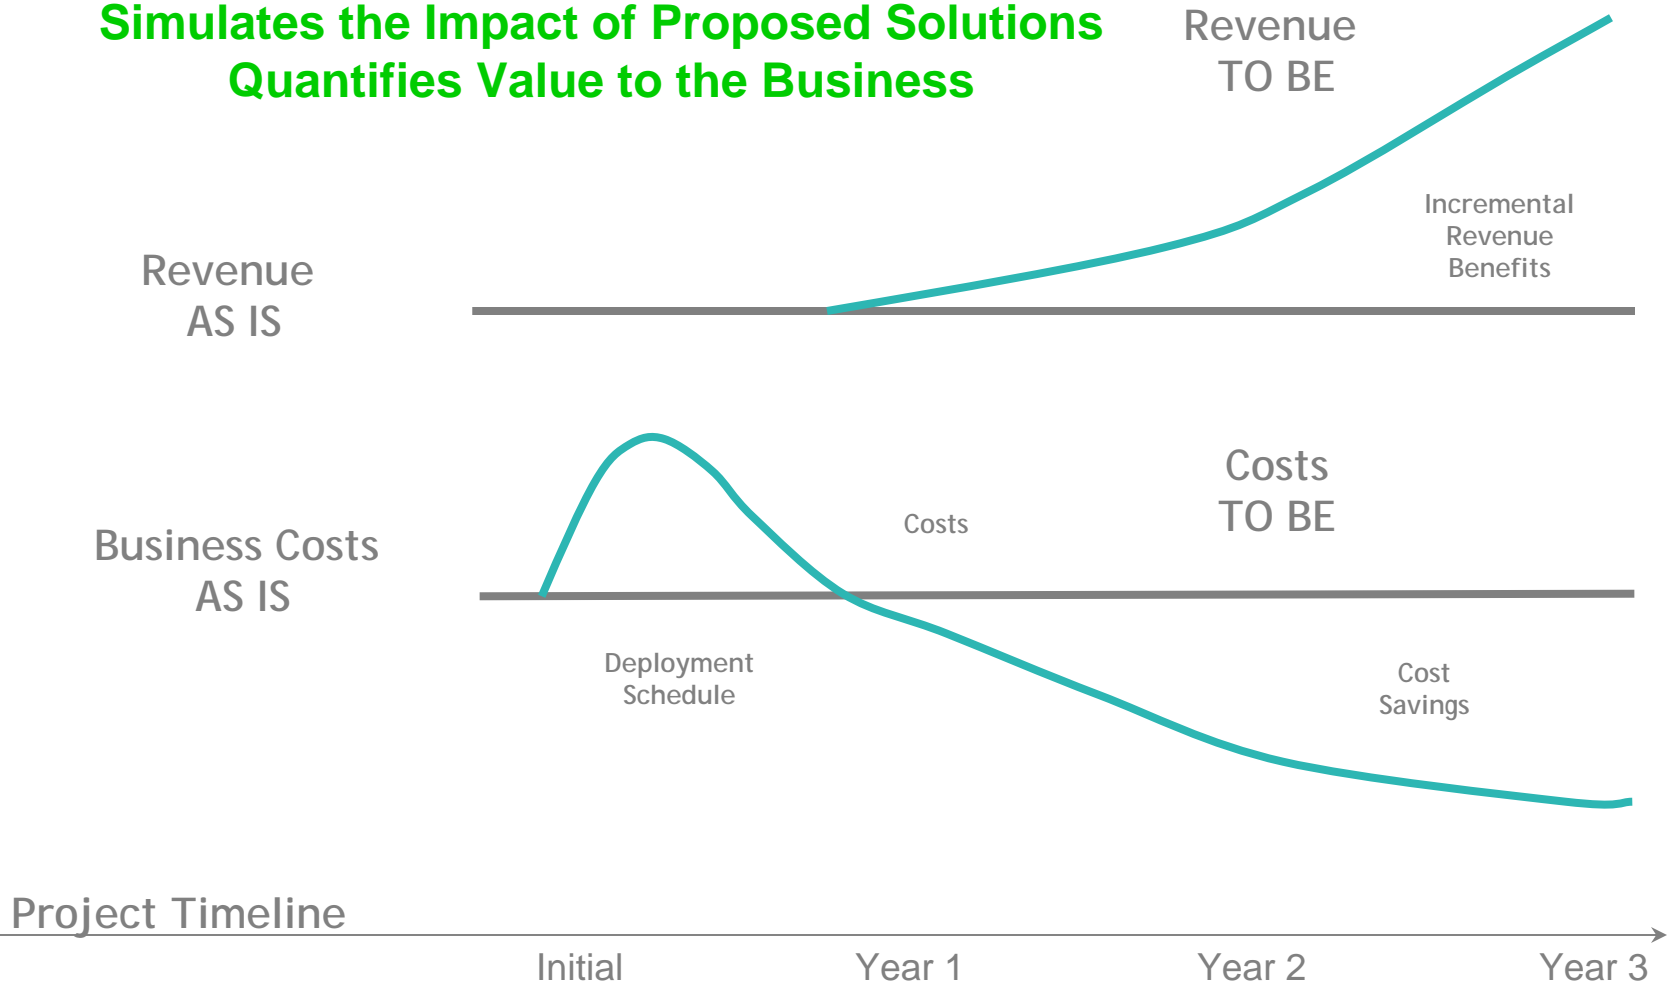 Simulates the Impact of Proposed Solutions
Quantifies Value to the Business
Revenue
TO BE
Incremental
Revenue
Benefits
Revenue
AS IS
Costs
TO BE
Costs
Business Costs
AS IS
Deployment
Schedule
Cost
Savings
Project Timeline
Initial
Year 1
Year 2
Year 3